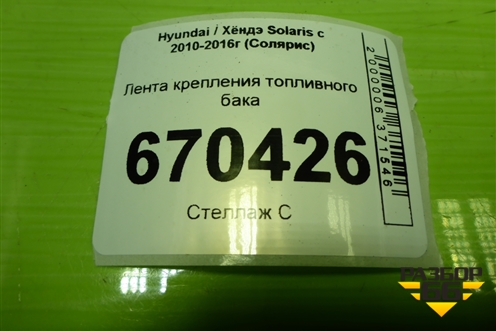 Hyundai / Хёндэ Solaris с
2010-2016г (Солярис)
Лента крепления топливного
бака
670426
Стеллаж С
2000006371546
РАЗБОР